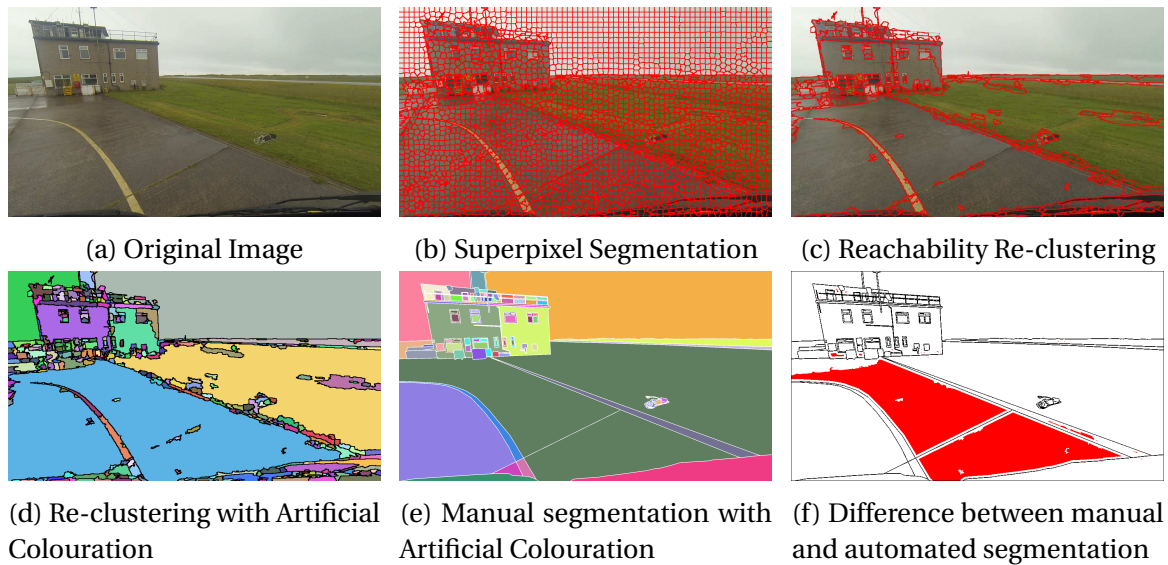 (a) Original Image
(b) Superpixel Segmentation
(c) Reachability Re-clustering
(d) Re-clustering with Artificial
Colouration
(e) Manual segmentation with
Artificial Colouration
(f) Difference between manual
and automated segmentation